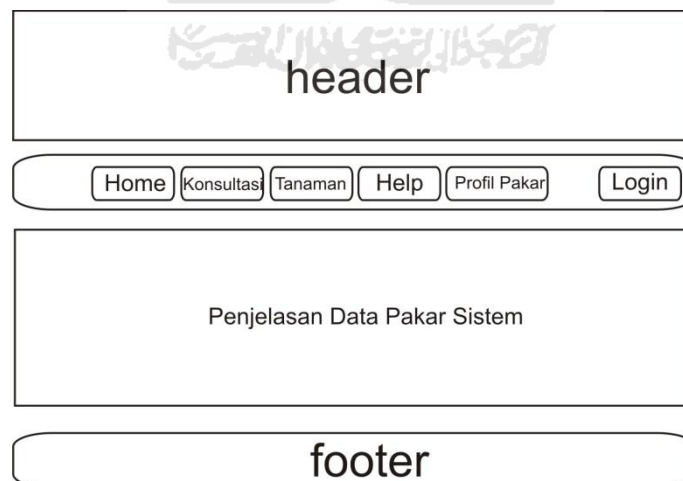 header
Home Konsultasi Tanaman Help Profil Pakar Login
Penjelasan Data Pakar Sistem
footer